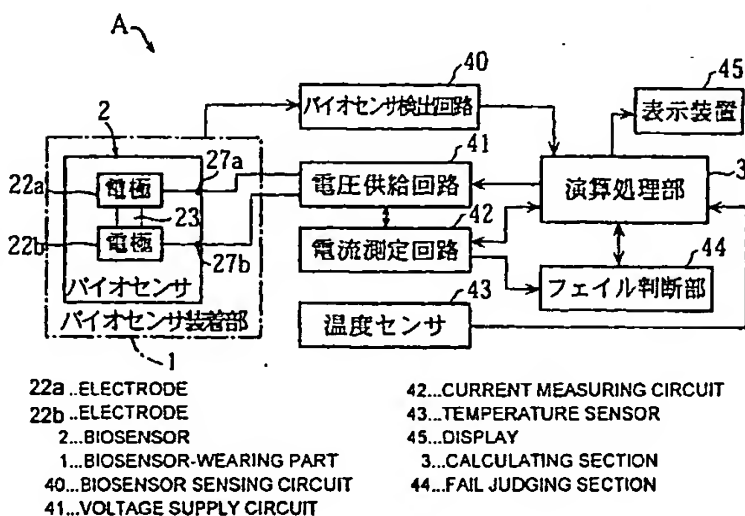 A
40
45
バイオセンサ検出回路
表示装置
2
27a
41
3
22a
電極
電圧供給回路
演算処理部
23
42
22b
電極
電流測定回路
44
27b
バイオセンサ
43
フェイル判断部
バイオセンサ装着部
温度センサ
1
22a..ELECTRODE
22b..ELECTRODE
2...BIOSENSOR
1...BIOSENSOR-WEARING PART
40...BIOSENSOR SENSING CIRCUIT
41...VOLTAGE SUPPLY CIRCUIT
42...CURRENT MEASURING CIRCUIT
43...TEMPERATURE SENSOR
45...DISPLAY
3...CALCULATING SECTION
44...FAIL JUDGING SECTION